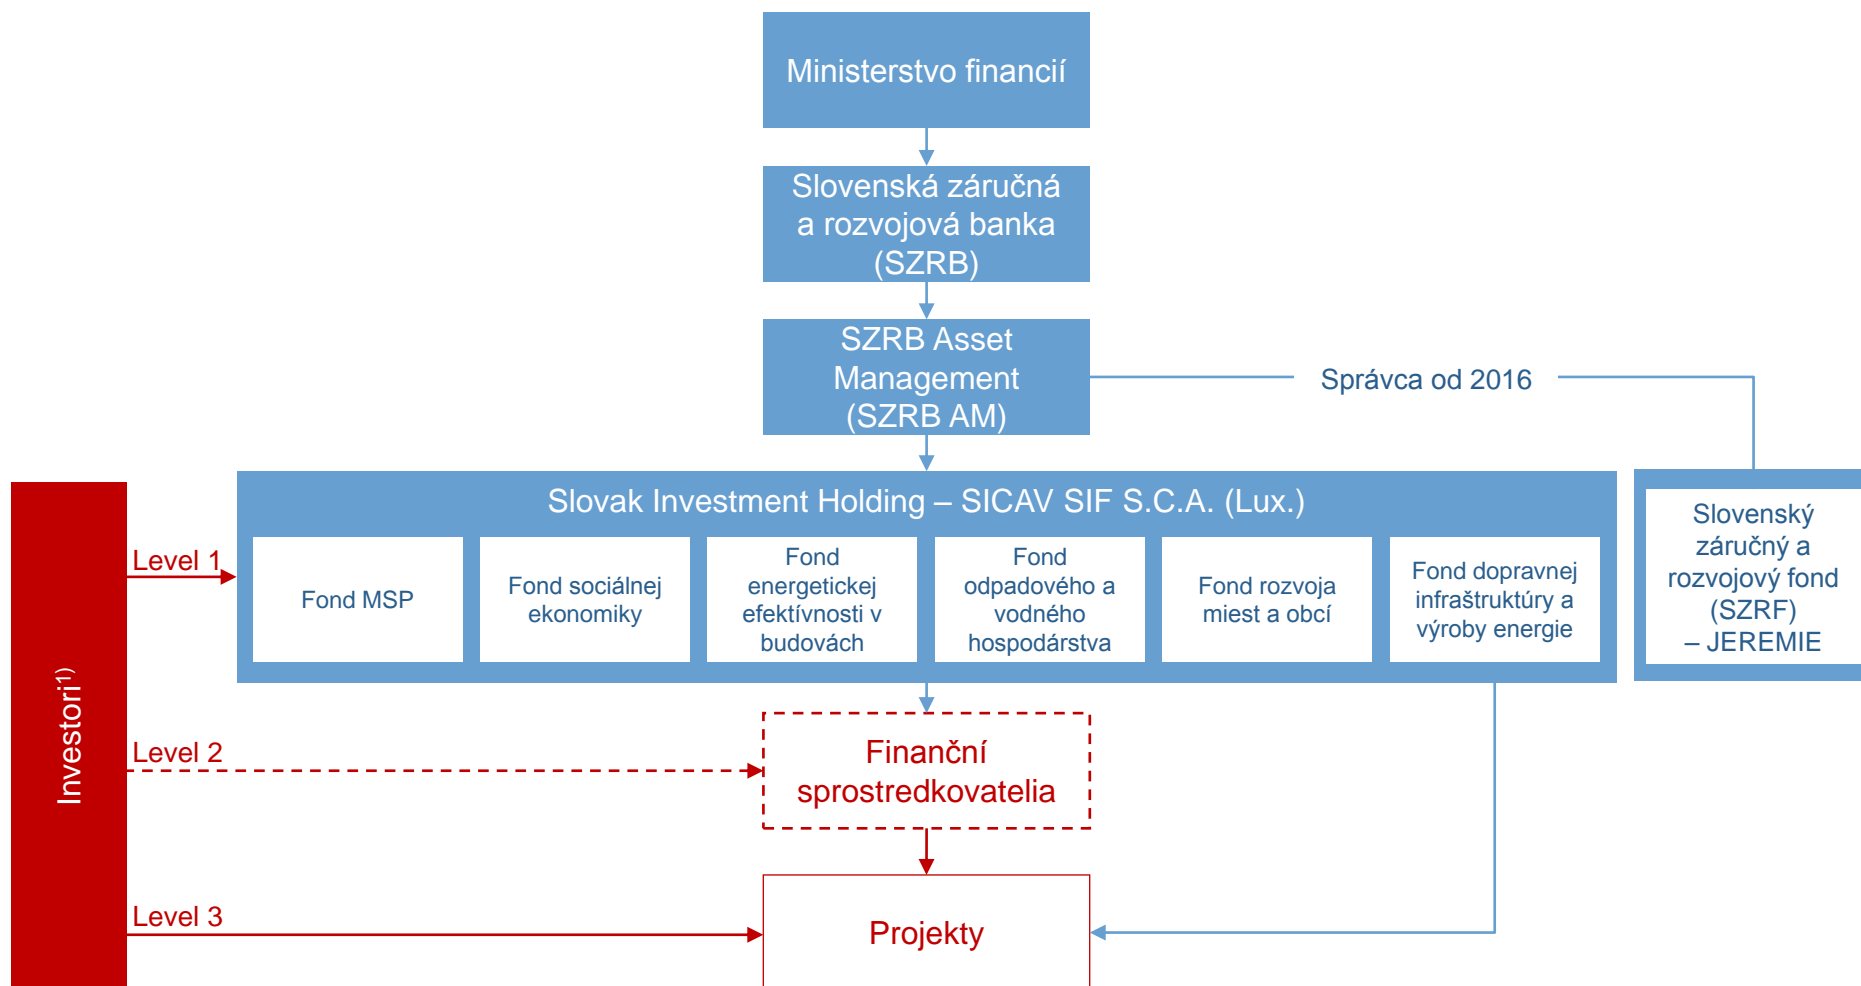 Ministerstvo financií
Slovenská záručná
a rozvojová banka
(SZRB)
SZRB Asset
Management
(SZRB AM)
Správca od 2016
Slovak Investment Holding – SICAV SIF S.C.A. (Lux.)
Fond MSP
Fond sociálnej
ekonomiky
Fond
energetickej
efektívnosti v
budovách
Fond
odpadového a
vodného
hospodárstva
Fond rozvoja
miest a obcí
Fond dopravnej
infraštruktúry a
výroby energie
Slovenský
záručný a
rozvojový fond
(SZRF)
– JEREMIE
Investori¹⁾
Level 1
Level 2
Finanční
sprostredkovatelia
Level 3
Projekty